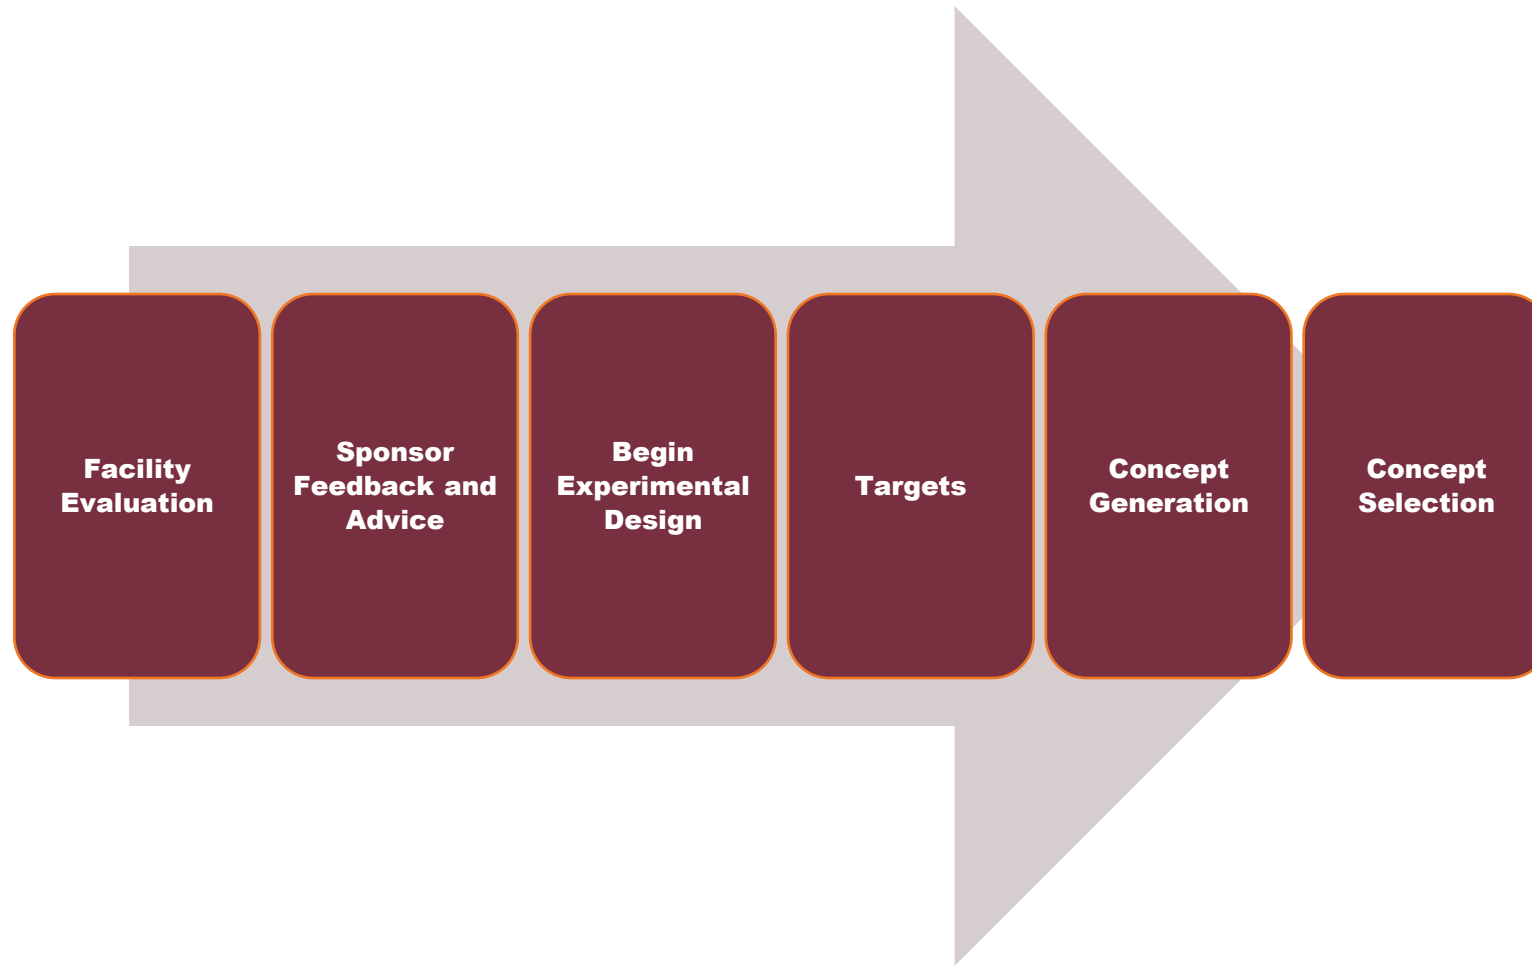 Facility
Evaluation
Sponsor
Feedback and
Advice
Begin
Experimental
Design
Targets
Concept
Generation
Concept
Selection